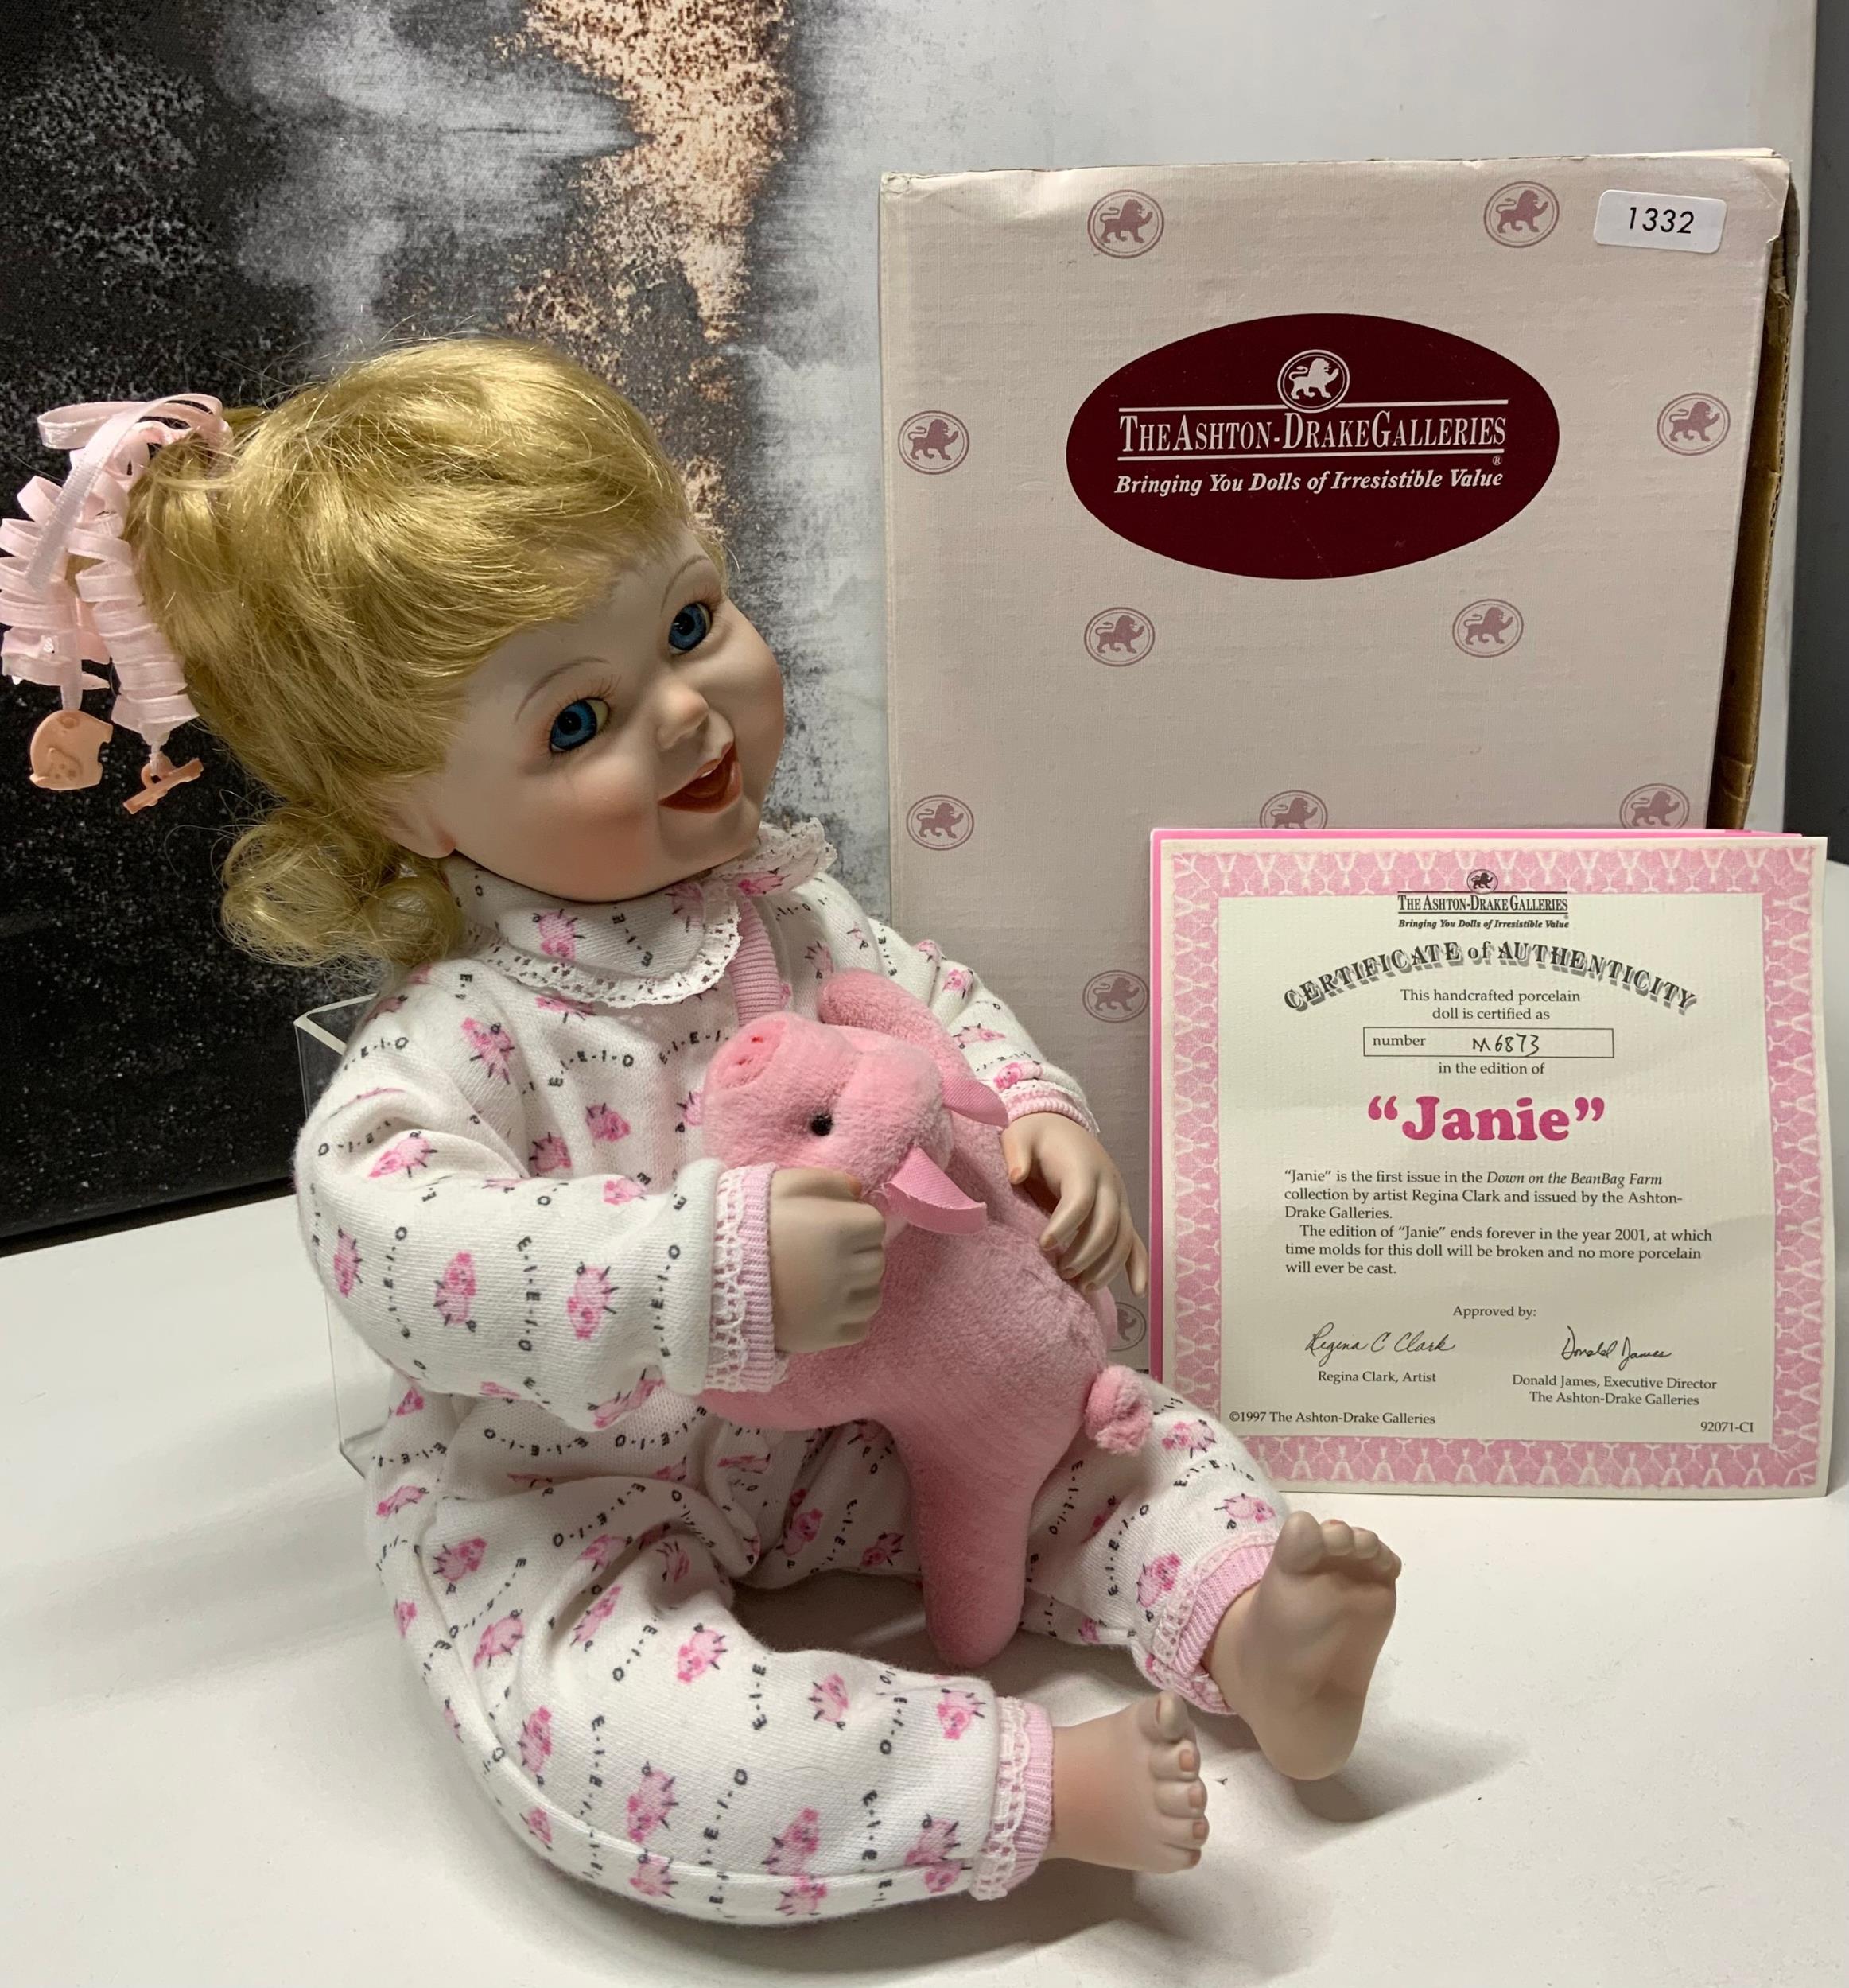 1332
THE ASHTON-DRAKE GALLERIES
®
Bringing You Dolls of Irresistible Value
THE ASHTON-DRAKE GALLERIES
Bringing You Dolls of Irresistible Value
CERTIFICATE of AUTHENTICITY
This handcrafted porcelain
doll is certified as
number M6873
in the edition of
“Janie”
“Janie” is the first issue in the Down on the BeanBag Farm
collection by artist Regina Clark and issued by the Ashton-
Drake Galleries.
The edition of “Janie” ends forever in the year 2001, at which
time molds for this doll will be broken and no more porcelain
will ever be cast.
Approved by:
Regina C Clark
Donald James
Regina Clark, Artist
Donald James, Executive Director
The Ashton-Drake Galleries
©1997 The Ashton-Drake Galleries
92071-CI
E-I-E-I-O